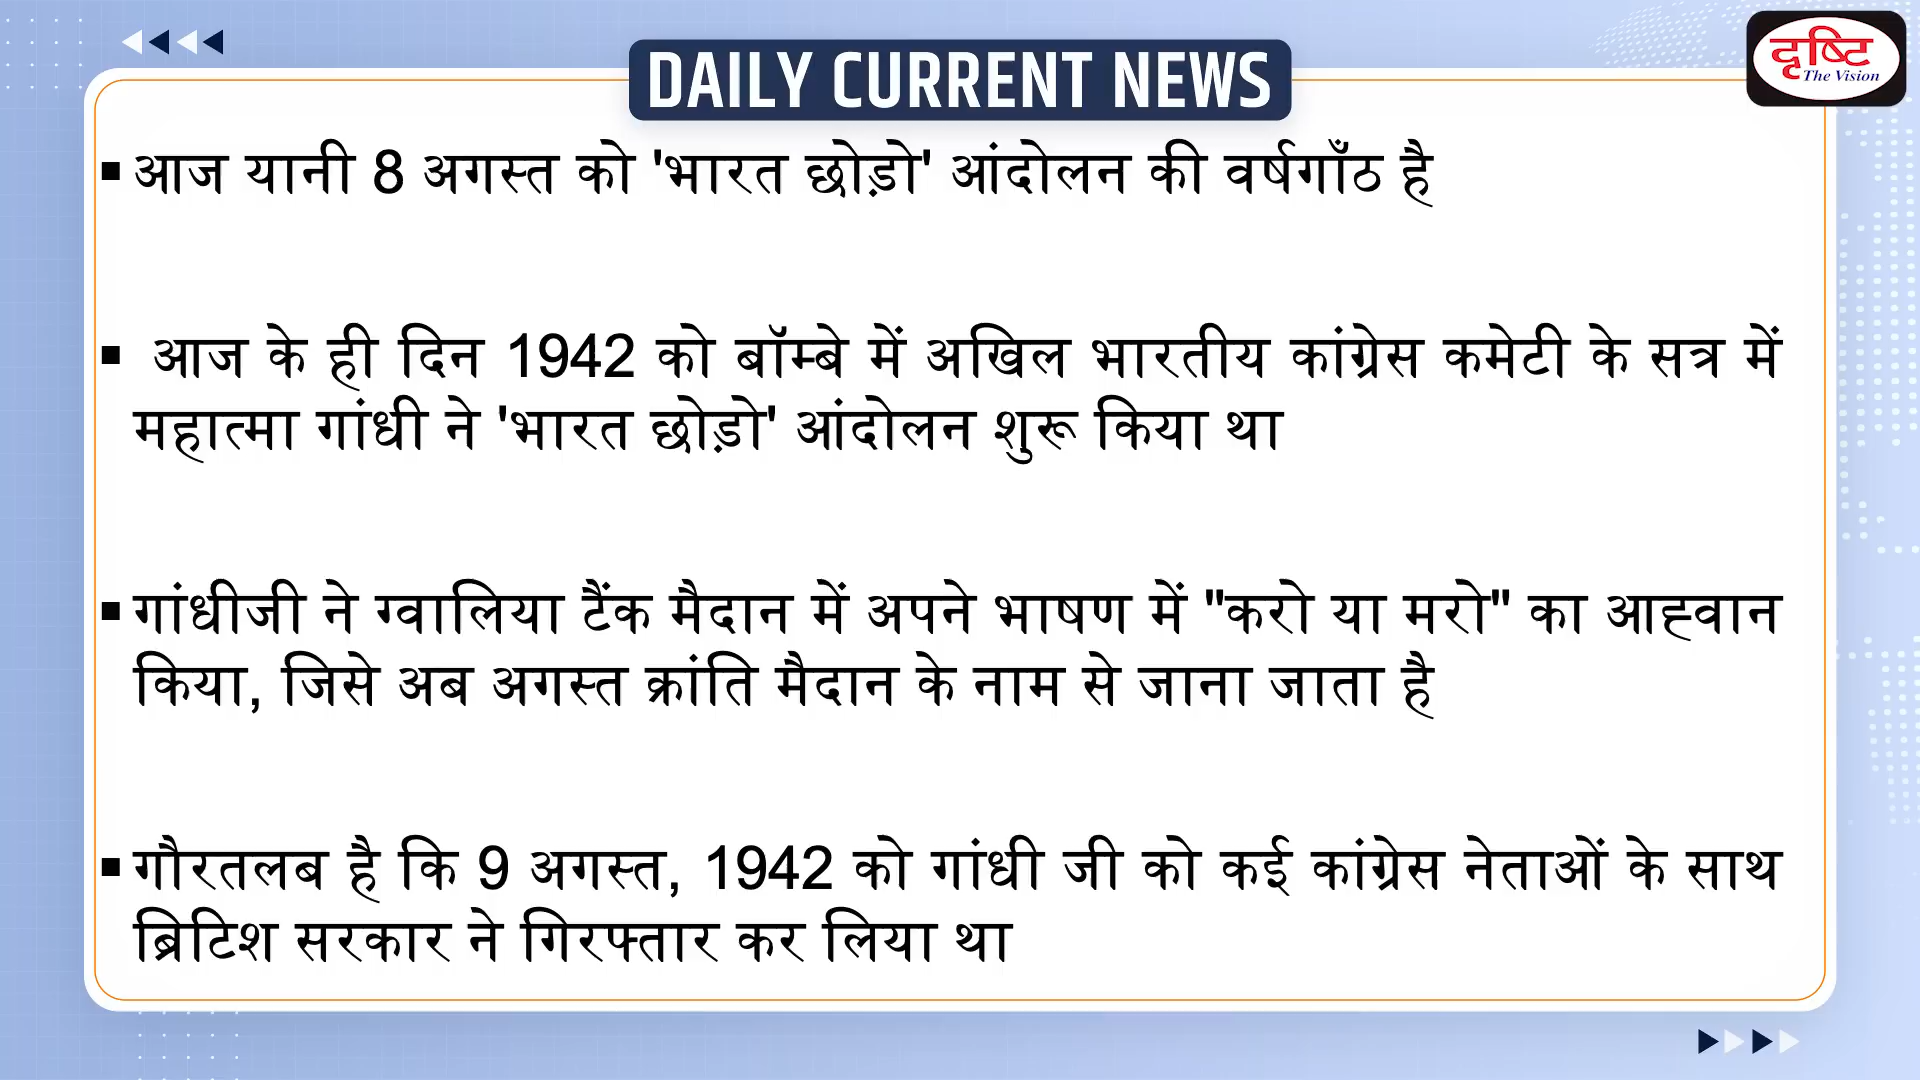 DAILY CURRENT NEWS
दृष्टि
The Vision
▪ आज यानी 8 अगस्त को 'भारत छोड़ो' आंदोलन की वर्षगाँठ है
▪ आज के ही दिन 1942 को बॉम्बे में अखिल भारतीय कांग्रेस कमेटी के सत्र में
महात्मा गांधी ने 'भारत छोड़ो' आंदोलन शुरू किया था
▪ गांधीजी ने ग्वालिया टैंक मैदान में अपने भाषण में "करो या मरो" का आह्वान
किया, जिसे अब अगस्त क्रांति मैदान के नाम से जाना जाता है
▪ गौरतलब है कि 9 अगस्त, 1942 को गांधी जी को कई कांग्रेस नेताओं के साथ
ब्रिटिश सरकार ने गिरफ्तार कर लिया था